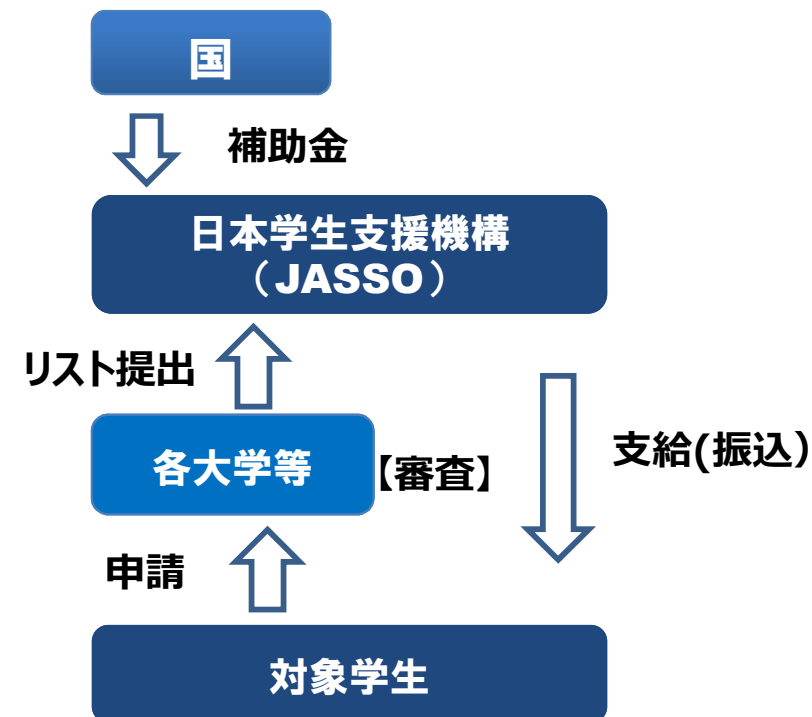 国
補助金
日本学生支援機構
（JASSO）
リスト提出
各大学等
【審査】
支給(振込）
申請
対象学生